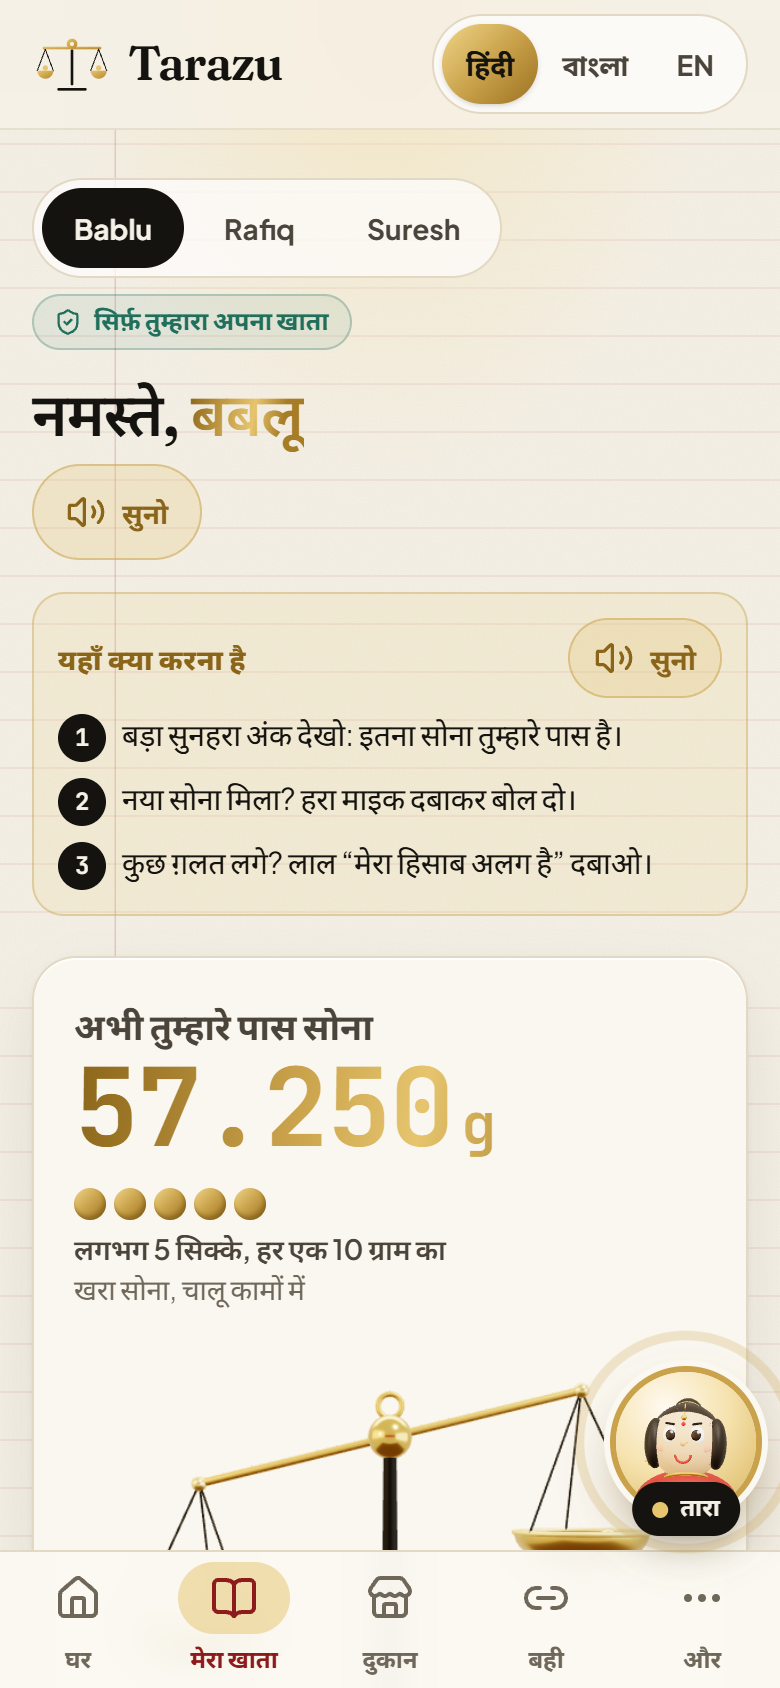 Tarazu
हिंदी বাংলা EN
Bablu Rafiq Suresh
सिर्फ़ तुम्हारा अपना खाता
नमस्ते, बबलू
सुनो
यहाँ क्या करना है
सुनो
1 बड़ा सुनहरा अंक देखो: इतना सोना तुम्हारे पास है।
2 नया सोना मिला? हरा माइक दबाकर बोल दो।
3 कुछ ग़लत लगे? लाल “मेरा हिसाब अलग है” दबाओ।
अभी तुम्हारे पास सोना
57.250g
लगभग 5 सिक्के, हर एक 10 ग्राम का
खरा सोना, चालू कामों में
तारा
घर मेरा खाता दुकान बही और